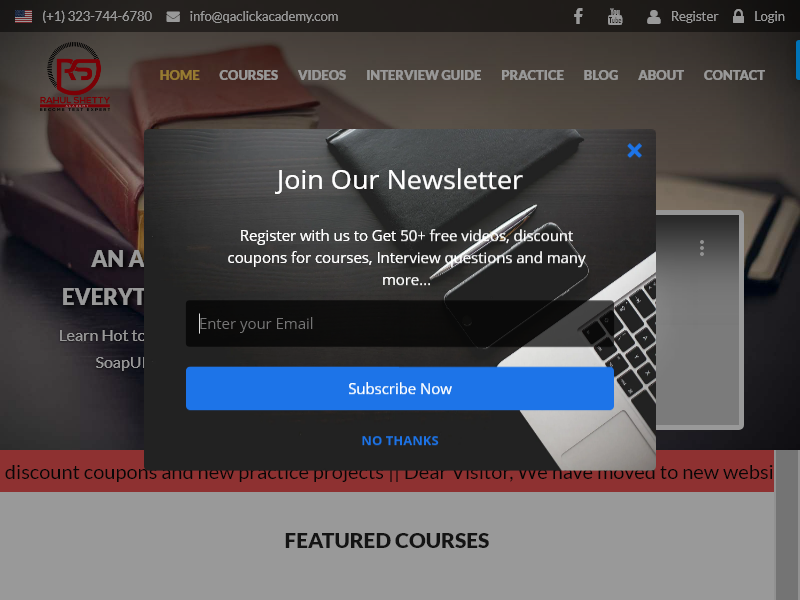 (+1) 323-744-6780 info@qaclickacademy.com Register Login
RS
RAHUL SHETTY
HOME COURSES VIDEOS INTERVIEW GUIDE PRACTICE BLOG ABOUT CONTACT
Join Our Newsletter
Register with us to Get 50+ free videos, discount
coupons for courses, Interview questions and many
more...
AN A
EVERYT
Learn Hot to
SoapUI
Enter your Email
Subscribe Now
NO THANKS
discount coupons and new practice projects || Dear Visitor, We have moved to new websi
FEATURED COURSES